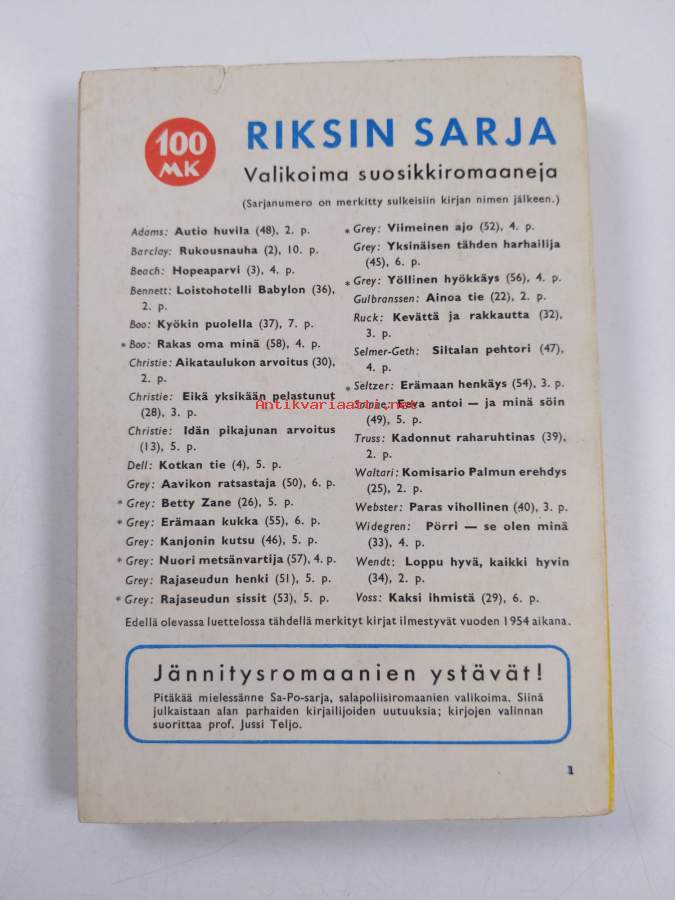 100
MK
RIKSIN SARJA
Valikoima suosikkiromaaneja
(Sarjanumero on merkitty sulkeisiin kirjan nimen jälkeen.)
Adams: Autio huvila (48), 2. p.
Barclay: Rukousnauha (2), 10. p.
Beach: Hopeaparvi (3), 4. p.
Bennett: Loistohotelli Babylon (36),
2. p.
Boo: Kyökin puolella (37), 7. p.
* Boo: Rakas oma minä (58), 4. p.
Christie: Aikataulukon arvoitus (30),
2. p.
Christie: Eikä yksikään pelastunut
(28), 3. p.
Christie: Idän pikajunan arvoitus
(13), 5. p.
Dell: Kotkan tie (4), 5. p.
Grey: Aavikon ratsastaja (50), 6. p.
* Grey: Betty Zane (26), 5. p.
* Grey: Erämaan kukka (55), 6. p.
Grey: Kanjonin kutsu (46), 5. p.
* Grey: Nuori metsänvartija (57), 4. p.
Grey: Rajaseudun henki (51), 5. p.
* Grey: Rajaseudun sissit (53), 5. p.
* Grey: Viimeinen ajo (52), 4. p.
Grey: Yksinäisen tähden harhailija
(45), 6. p.
* Grey: Yöllinen hyökkäys (56), 4. p.
Gulbranssen: Ainoa tie (22), 2. p.
Ruck: Kevättä ja rakkautta (32),
3. p.
Selmer-Geth: Siltalan pehtori (47),
4. p.
* Seltzer: Erämaan henkäys (54), 3. p.
Eeva antoi — ja minä söin
(49), 5. p.
Truss: Kadonnut raharuhtinas (39),
2. p.
Waltari: Komisario Palmun erehdys
(25), 2. p.
Webster: Paras vihollinen (40), 3. p.
Widegren: Pörri — se olen minä
(33), 4. p.
Wendt: Loppu hyvä, kaikki hyvin
(34), 2. p.
Voss: Kaksi ihmistä (29), 6. p.
Antikvariaatti.net
Edellä olevassa luettelossa tähdellä merkityt kirjat ilmestyvät vuoden 1954 aikana.
Jännitysromaanien ystävät!
Pitäkää mielessänne Sa-Po-sarja, salapoliisiromaanien valikoima. Siinä
julkaistaan alan parhaiden kirjailijoiden uutuuksia; kirjojen valinnan
suorittaa prof. Jussi Teljo.
1